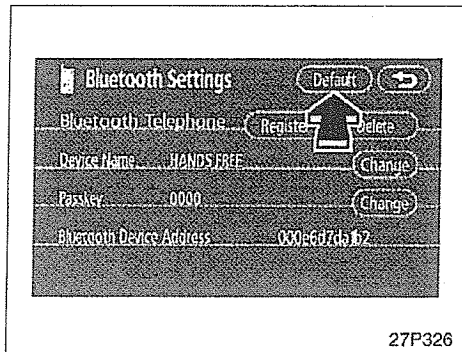 Bluetooth Settings Default
Bluetooth Telephone Delete
Device Name HANDS FREE Change
Passkey 0000 Change
Bluetooth Device Address
27P326